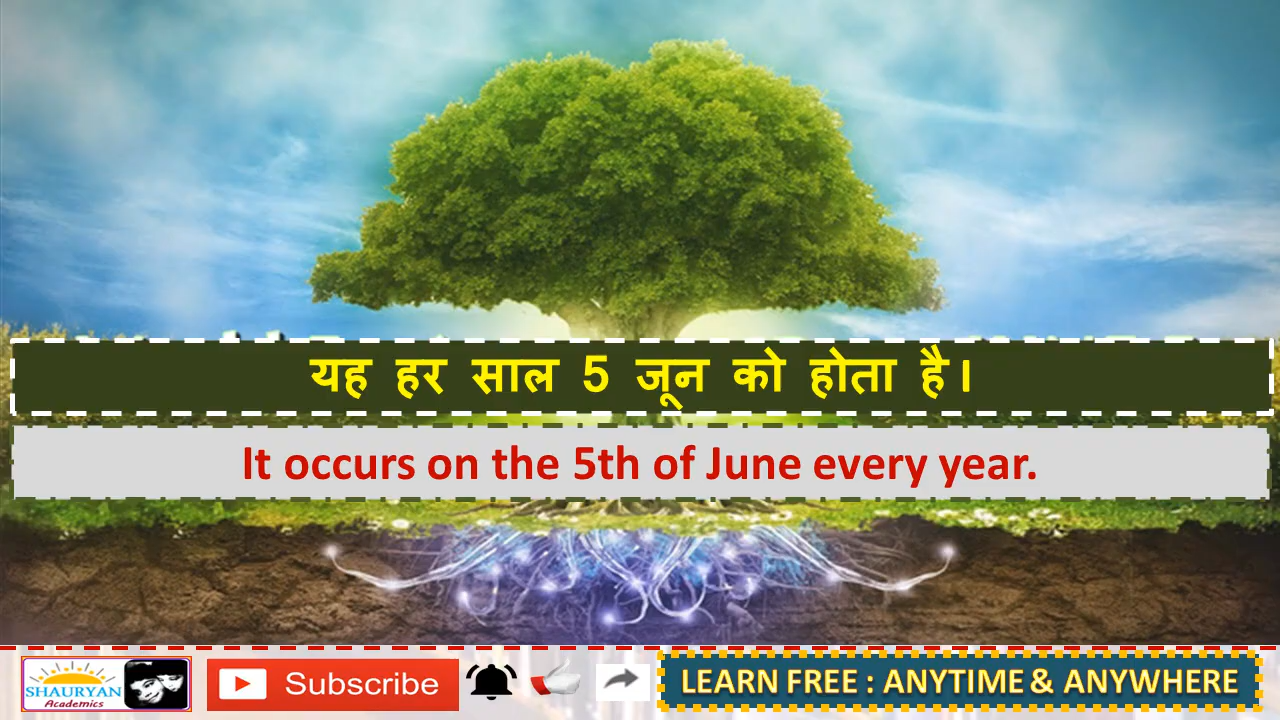 यह हर साल 5 जून को होता है।
It occurs on the 5th of June every year.
SHAURYAN
Academics
Subscribe
LEARN FREE : ANYTIME & ANYWHERE